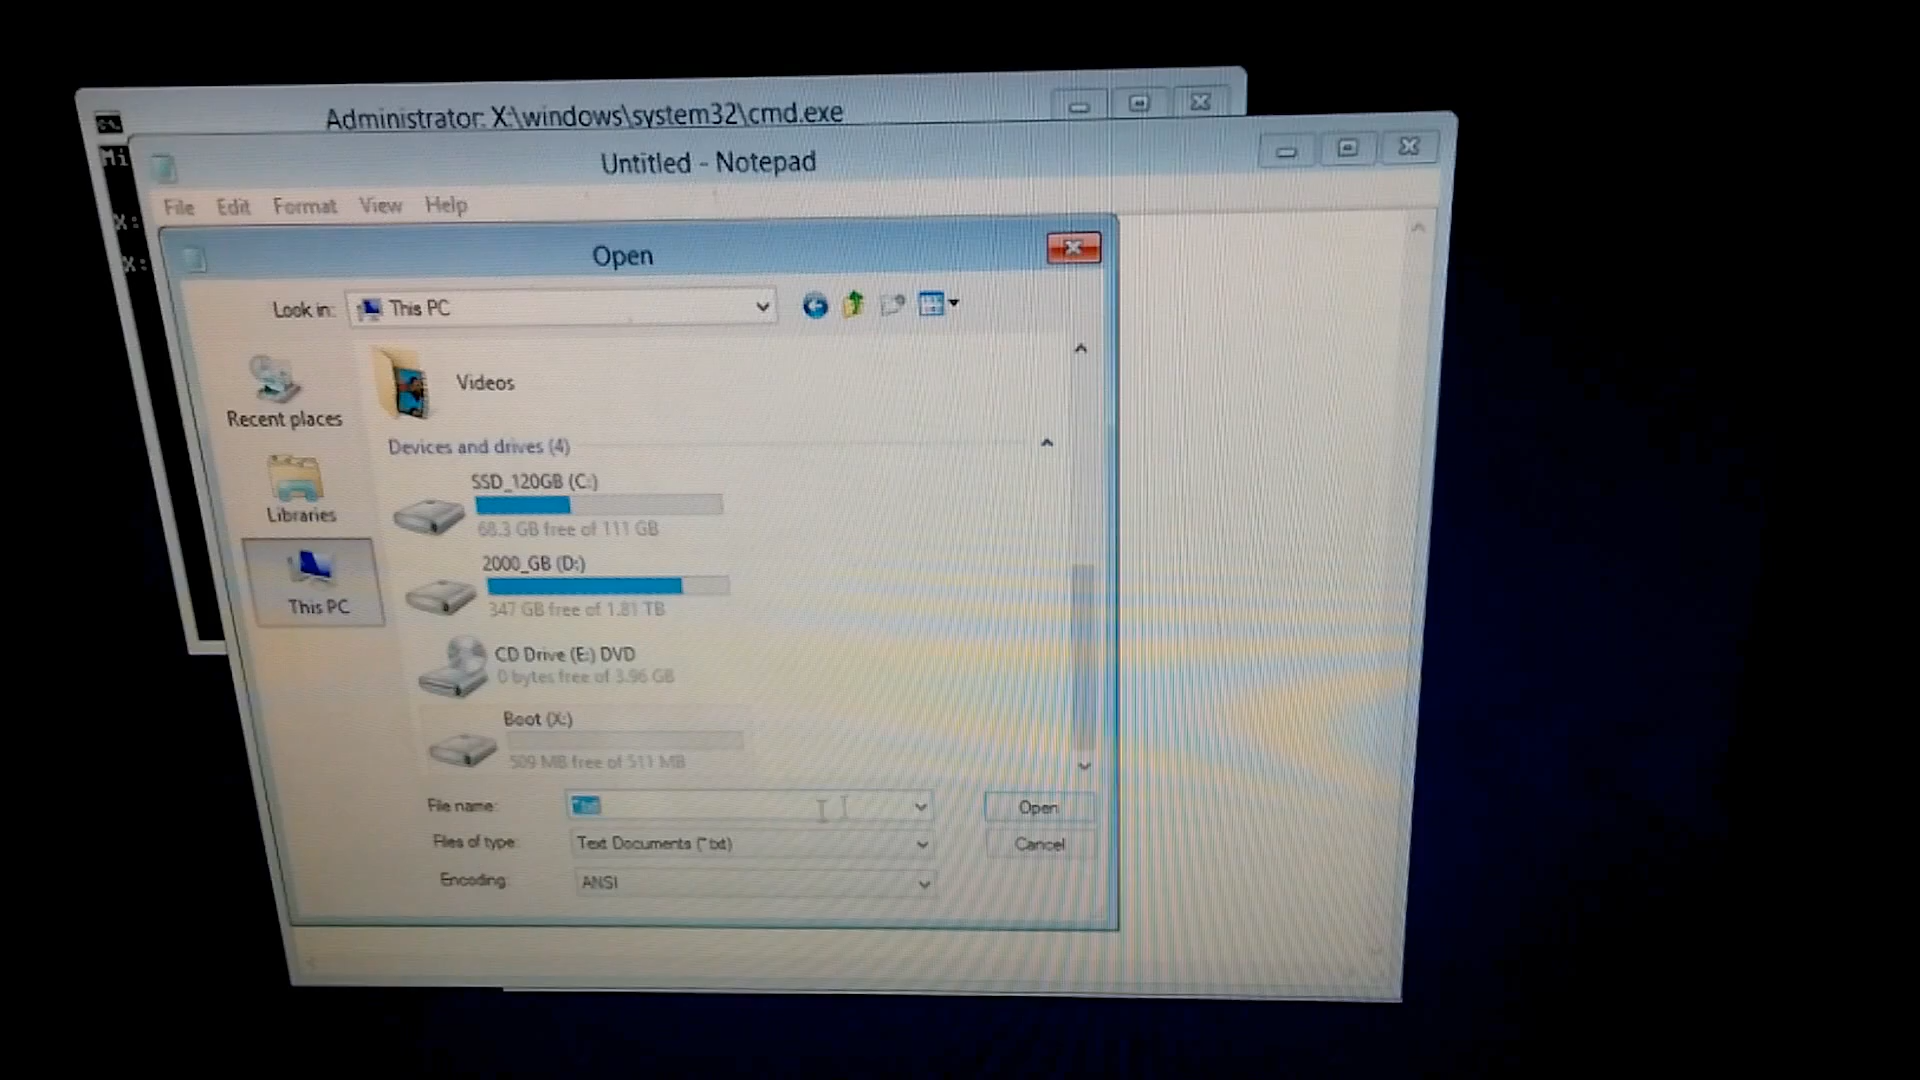 Administrator: X:\windows\system32\cmd.exe
Mi
X:
X:
Untitled - Notepad
File Edit Format View Help
Open
Look in: This PC
Recent places
Libraries
This PC
Videos
Devices and drives (4)
SSD_120GB (C:)
68.3 GB free of 111 GB
2000_GB (D:)
347 GB free of 1.81 TB
CD Drive (E:) DVD
0 bytes free of 3.96 GB
Boot (X:)
509 MB free of 511 MB
File name: *.txt
Open
Files of type: Text Documents (*.txt)
Cancel
Encoding: ANSI